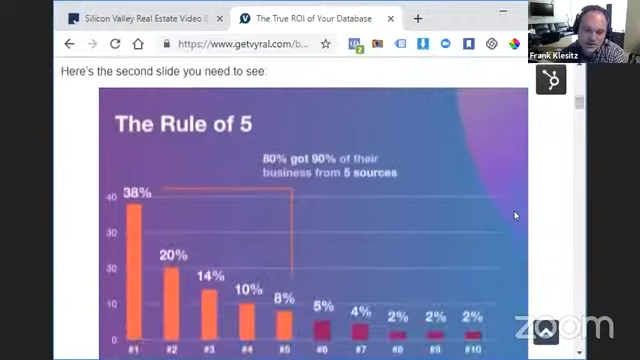 Silicon Valley Real Estate Video E
The True ROI of Your Database
https://www.getvyral.com/b...
2
Frank Klesitz
Here's the second slide you need to see:
The Rule of 5
80% got 90% of their
business from 5 sources
38%
20%
14%
10%
8%
5%
4%
2%
2%
2%
40
30
20
10
0
#1
#2
#3
#4
#5
#6
#7
#8
#9
#10
zoom